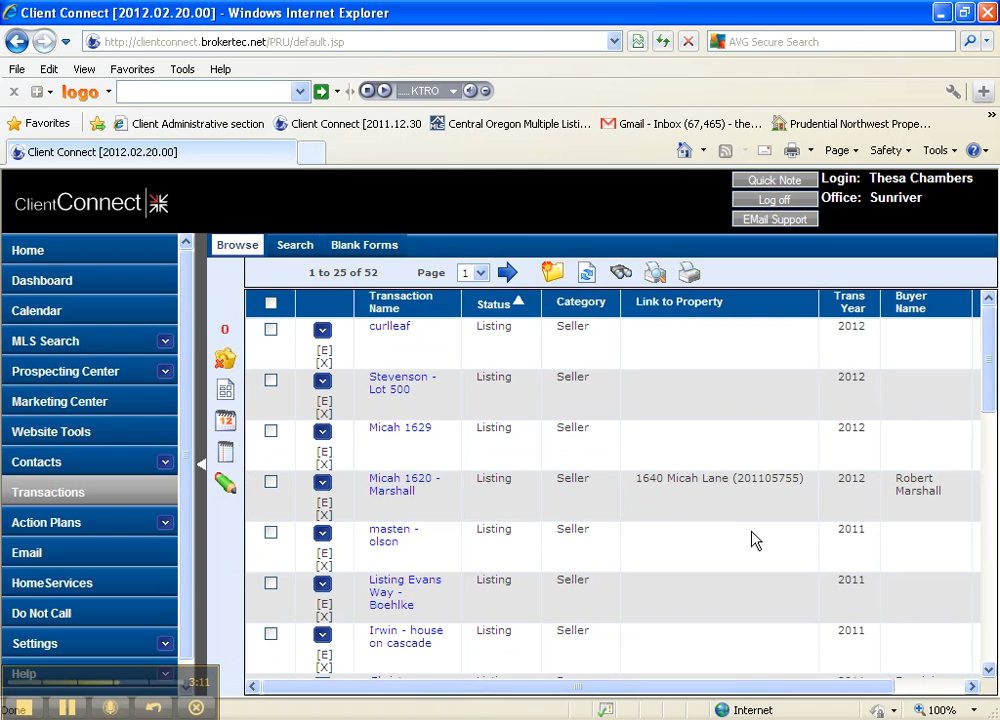 Client Connect [2012.02.20.00] - Windows Internet Explorer
http://clientconnect.brokertec.net/PRU/default.jsp
AVG Secure Search
File Edit View Favorites Tools Help
logo
.....KTRO
Favorites
Client Administrative section
Client Connect [2011.12.30
Central Oregon Multiple Listi...
Gmail - Inbox (67,465) - the...
Prudential Northwest Prope...
»
Client Connect [2012.02.20.00]
Page Safety Tools
ClientConnect
Quick Note
Log off
EMail Support
Login: Thesa Chambers
Office: Sunriver
Home
Dashboard
Calendar
MLS Search
Prospecting Center
Marketing Center
Website Tools
Contacts
Transactions
Action Plans
Email
HomeServices
Do Not Call
Settings
Help
Browse Search Blank Forms
1 to 25 of 52 Page 1
0
12
Transaction Name Status Category Link to Property Trans Year Buyer Name
curlleaf Listing Seller 2012
[E]
[X]
Stevenson - Listing Seller 2012
Lot 500
[E]
[X]
Micah 1629 Listing Seller 2012
[E]
[X]
Micah 1620 - Listing Seller 1640 Micah Lane (201105755) 2012 Robert
Marshall Marshall
[E]
[X]
masten - Listing Seller 2011
olson
[E]
[X]
Listing Evans Listing Seller 2011
Way -
Boehlke
[E]
[X]
Irwin - house Listing Seller 2011
on cascade
[E]
[X]
3:11
Done
Internet
100%